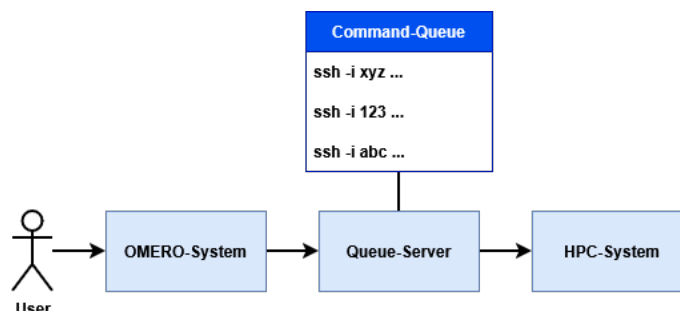 Command-Queue
ssh -i xyz ...
ssh -i 123 ...
ssh -i abc ...
OMERO-System
Queue-Server
HPC-System
User